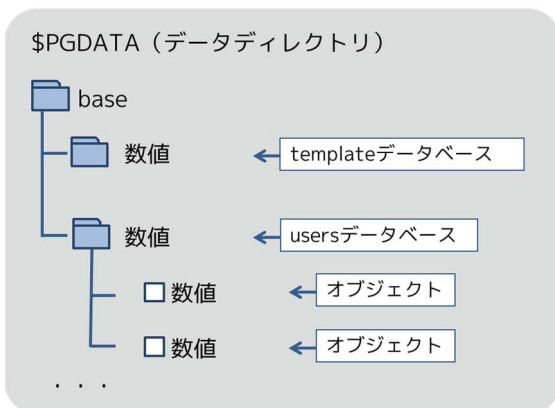 $PGDATA（データディレクトリ）
base
数値 templateデータベース
数値 usersデータベース
数値 オブジェクト
数値 オブジェクト
・・・